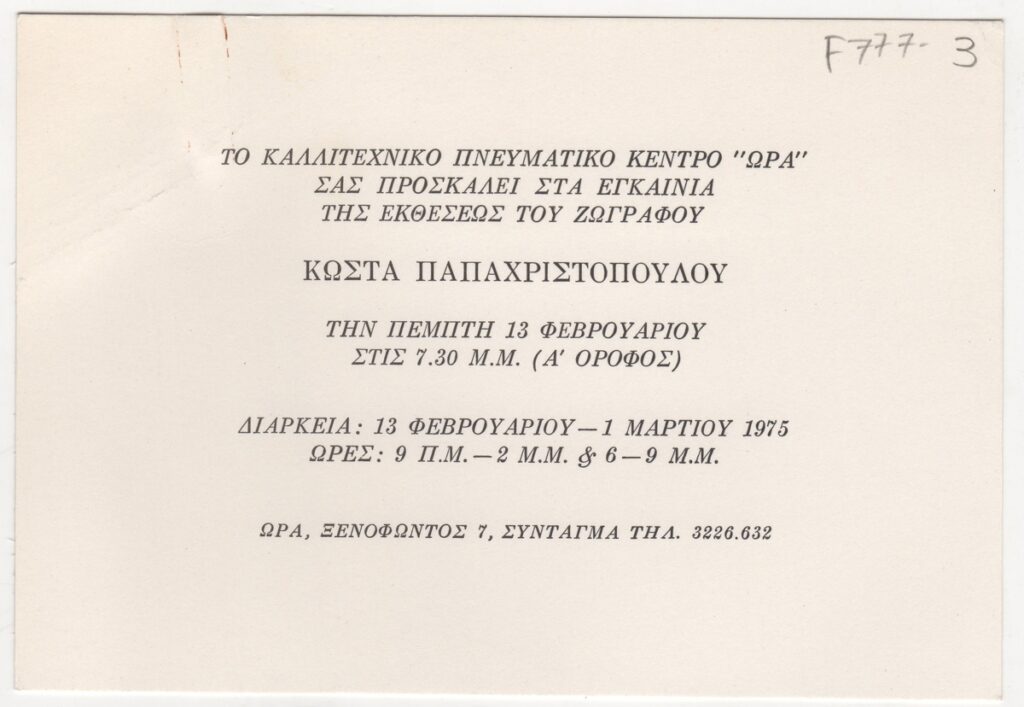 F777-3
ΤΟ ΚΑΛΛΙΤΕΧΝΙΚΟ ΠΝΕΥΜΑΤΙΚΟ ΚΕΝΤΡΟ "ΩΡΑ"
ΣΑΣ ΠΡΟΣΚΑΛΕΙ ΣΤΑ ΕΓΚΑΙΝΙΑ
ΤΗΣ ΕΚΘΕΣΕΩΣ ΤΟΥ ΖΩΓΡΑΦΟΥ
ΚΩΣΤΑ ΠΑΠΑΧΡΙΣΤΟΠΟΥΛΟΥ
ΤΗΝ ΠΕΜΠΤΗ 13 ΦΕΒΡΟΥΑΡΙΟΥ
ΣΤΙΣ 7.30 Μ.Μ. (Α' ΟΡΟΦΟΣ)
ΔΙΑΡΚΕΙΑ: 13 ΦΕΒΡΟΥΑΡΙΟΥ—1 ΜΑΡΤΙΟΥ 1975
ΩΡΕΣ: 9 Π.Μ.—2 Μ.Μ. & 6—9 Μ.Μ.
ΩΡΑ, ΞΕΝΟΦΩΝΤΟΣ 7, ΣΥΝΤΑΓΜΑ ΤΗΛ. 3226.632